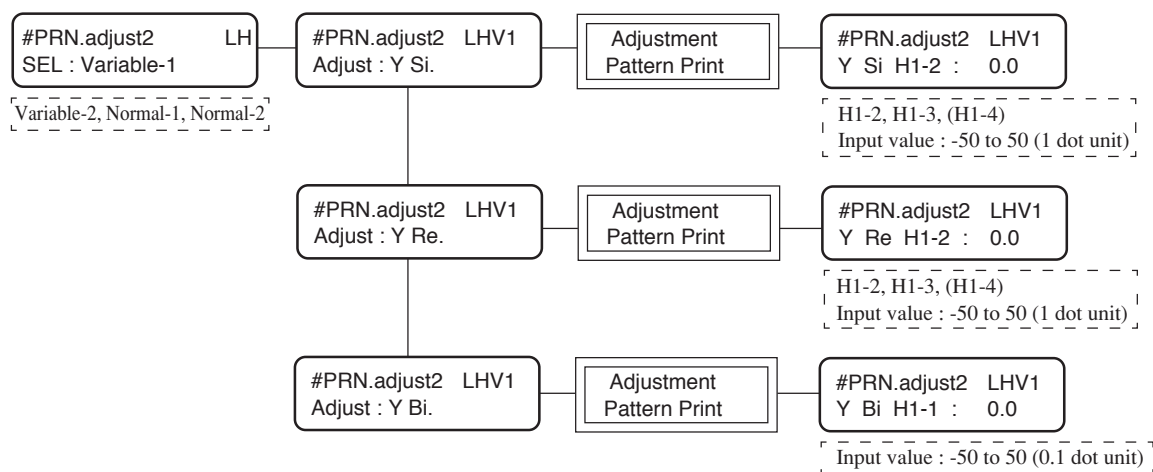 #PRN.adjust2 LH
SEL : Variable-1
Variable-2, Normal-1, Normal-2
#PRN.adjust2 LHV1
Adjust : Y Si.
Adjustment
Pattern Print
#PRN.adjust2 LHV1
Y Si H1-2 : 0.0
H1-2, H1-3, (H1-4)
Input value : -50 to 50 (1 dot unit)
#PRN.adjust2 LHV1
Adjust : Y Re.
Adjustment
Pattern Print
#PRN.adjust2 LHV1
Y Re H1-2 : 0.0
H1-2, H1-3, (H1-4)
Input value : -50 to 50 (1 dot unit)
#PRN.adjust2 LHV1
Adjust : Y Bi.
Adjustment
Pattern Print
#PRN.adjust2 LHV1
Y Bi H1-1 : 0.0
Input value : -50 to 50 (0.1 dot unit)